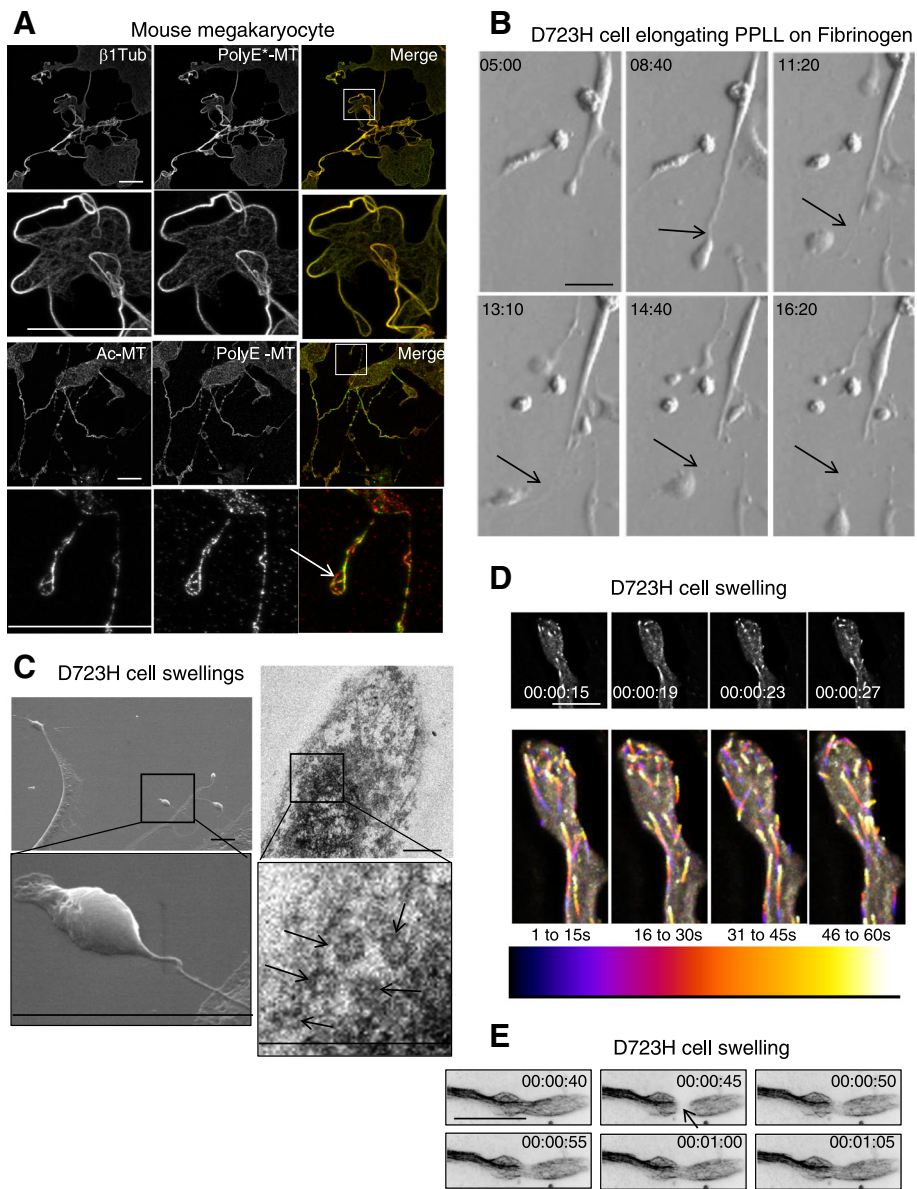 A
Mouse megakaryocyte
β1Tub
PolyE*-MT
Merge
Ac-MT
PolyE -MT
Merge
B
D723H cell elongating PPLL on Fibrinogen
05:00
08:40
11:20
13:10
14:40
16:20
C
D723H cell swellings
D
D723H cell swelling
00:00:15
00:00:19
00:00:23
00:00:27
1 to 15s
16 to 30s
31 to 45s
46 to 60s
E
D723H cell swelling
00:00:40
00:00:45
00:00:50
00:00:55
00:01:00
00:01:05